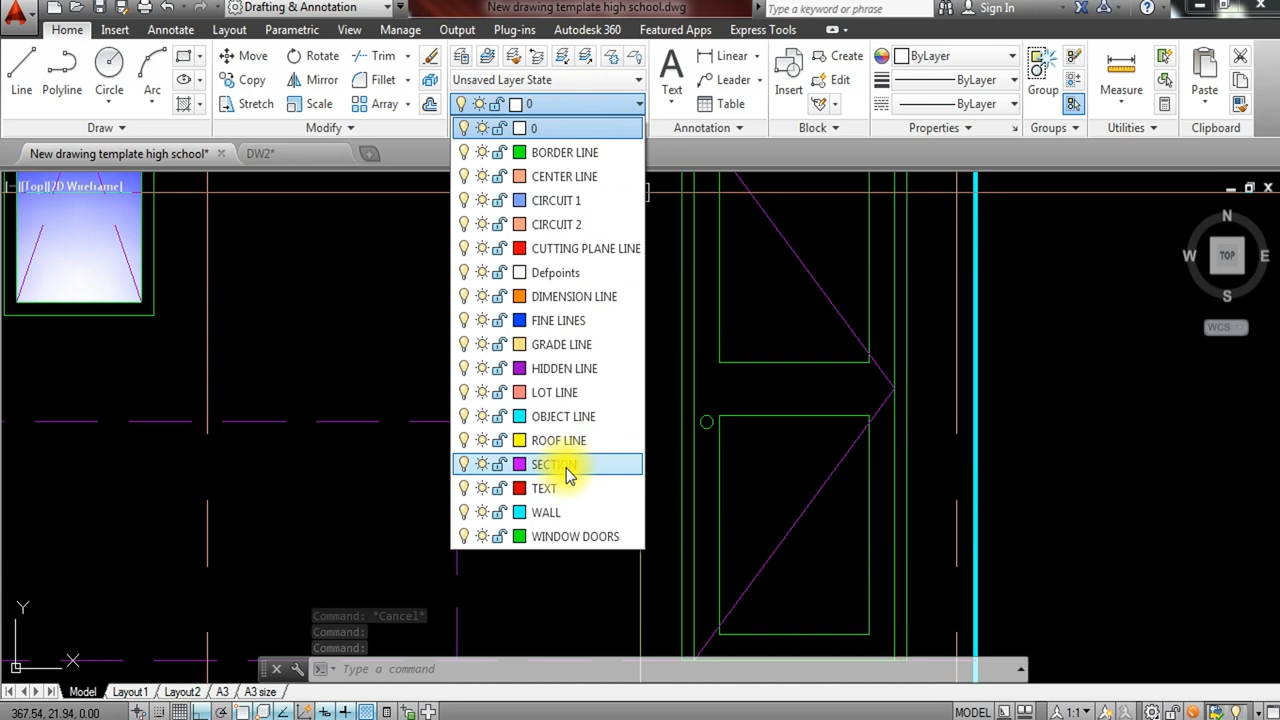 Drafting & Annotation
New drawing template high school.dwg
Type a keyword or phrase
Sign In
Home Insert Annotate Layout Parametric View Manage Output Plug-ins Autodesk 360 Featured Apps Express Tools
Line
Polyline
Circle
Arc
Move
Copy
Stretch
Rotate
Mirror
Scale
Trim
Fillet
Array
Unsaved Layer State
0
Text
Linear
Leader
Table
Insert
Create
Edit
ByLayer
ByLayer
ByLayer
Group
Measure
Paste
Draw
Modify
Annotation
Block
Properties
Groups
Utilities
Clipboard
New drawing template high school*
DW2*
0
BORDER LINE
CENTER LINE
CIRCUIT 1
CIRCUIT 2
CUTTING PLANE LINE
Defpoints
DIMENSION LINE
FINE LINES
GRADE LINE
HIDDEN LINE
LOT LINE
OBJECT LINE
ROOF LINE
SECTION
TEXT
WALL
WINDOW DOORS
[−][Top][2D Wireframe]
N
W TOP E
S
WCS
Y
X
Command: *Cancel*
Command:
Command:
Type a command
Model Layout1 Layout2 A3 A3 size
367.54, 21.94, 0.00
MODEL
1:1